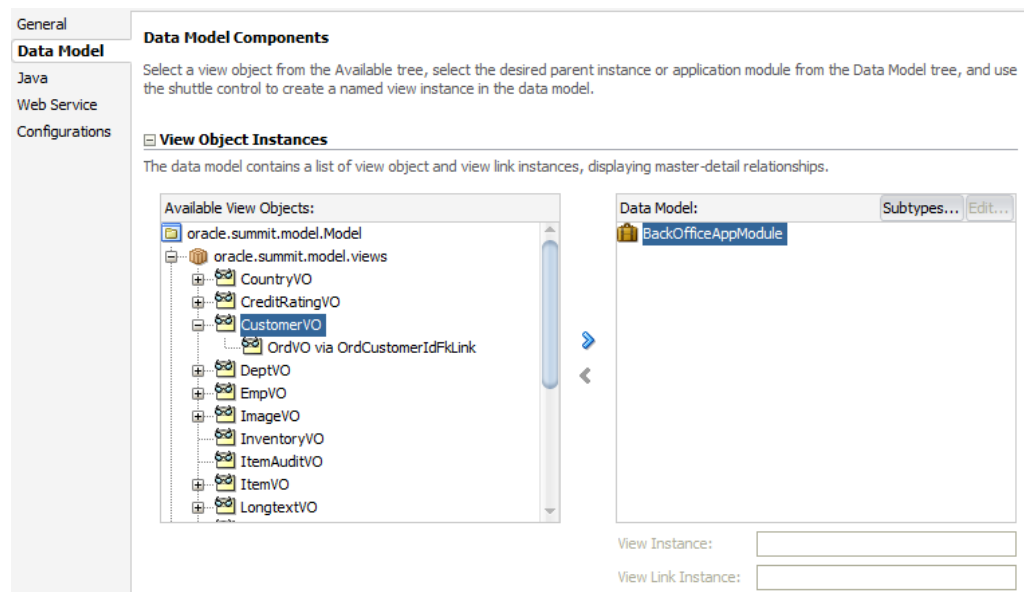 General
Data Model
Java
Web Service
Configurations
Data Model Components
Select a view object from the Available tree, select the desired parent instance or application module from the Data Model tree, and use
the shuttle control to create a named view instance in the data model.
View Object Instances
The data model contains a list of view object and view link instances, displaying master-detail relationships.
Available View Objects:
oracle.summit.model.Model
oracle.summit.model.views
CountryVO
CreditRatingVO
CustomerVO
OrdVO via OrdCustomerIdFkLink
DeptVO
EmpVO
ImageVO
InventoryVO
ItemAuditVO
ItemVO
LongtextVO
Data Model:
Subtypes...
Edit...
BackOfficeAppModule
View Instance:
View Link Instance: